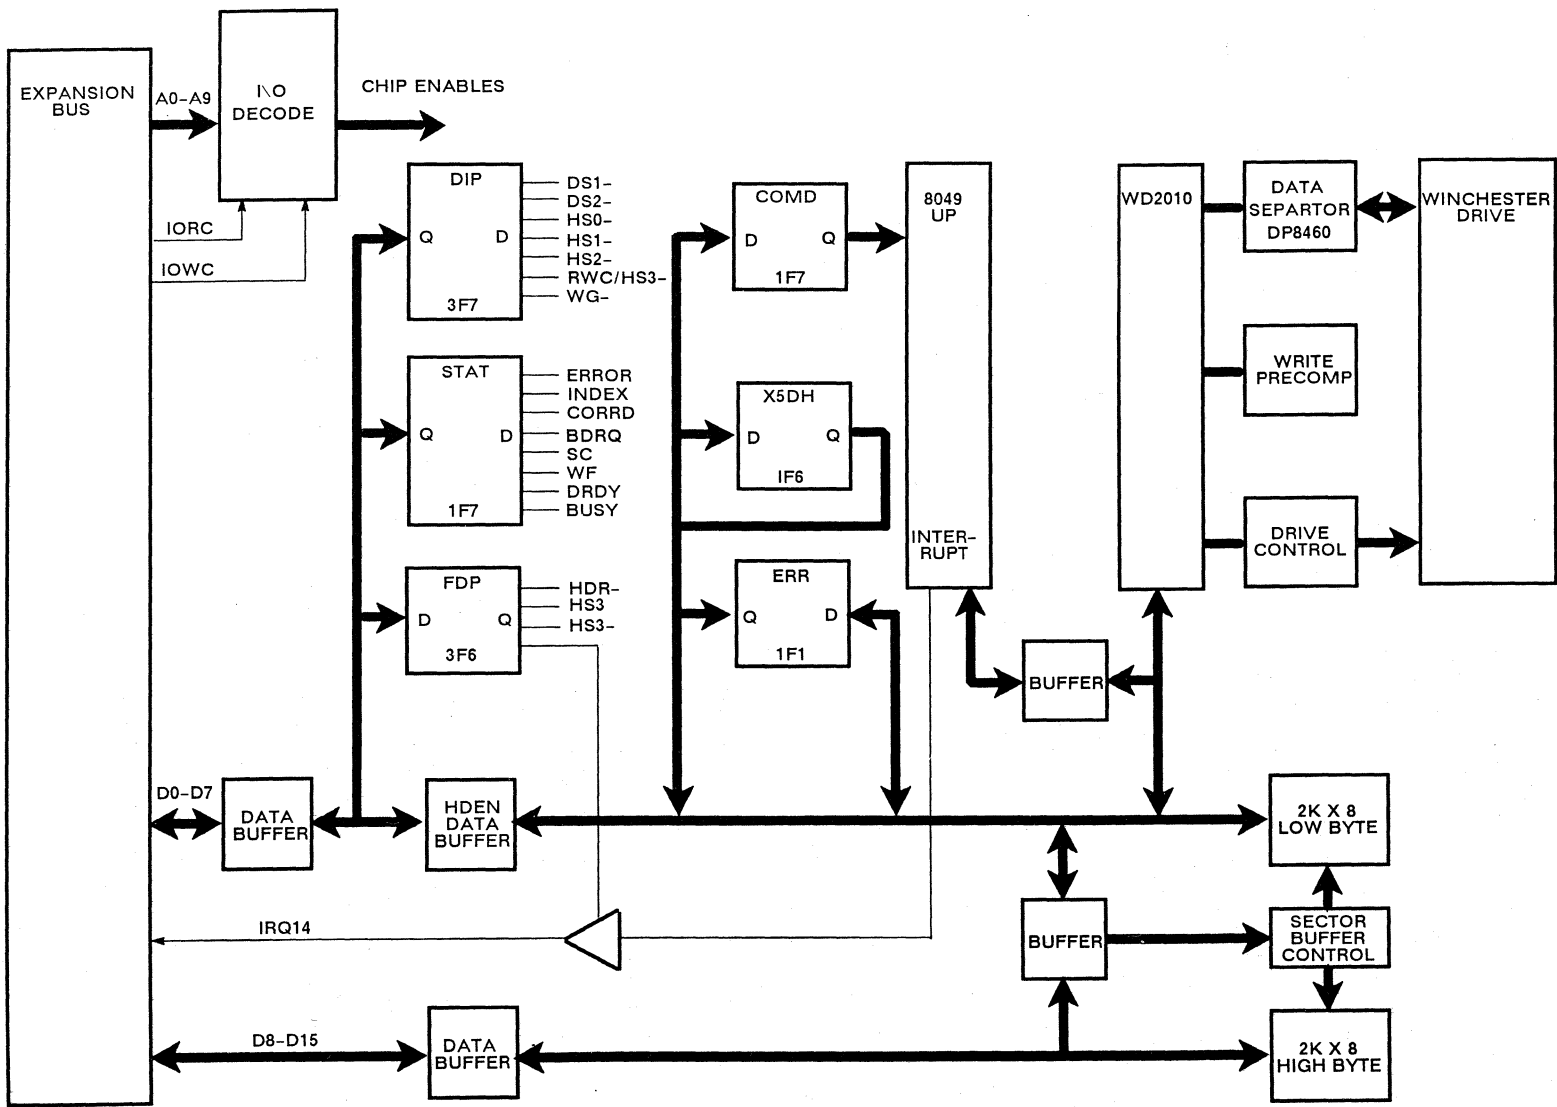 EXPANSION
BUS
A0-A9
I\O
DECODE
CHIP ENABLES
IORC
IOWC
DIP
Q
D
3F7
DS1-
DS2-
HS0-
HS1-
HS2-
RWC/HS3-
WG-
STAT
Q
D
1F7
ERROR
INDEX
CORRD
BDRQ
SC
WF
DRDY
BUSY
FDP
D
Q
3F6
HDR-
HS3
HS3-
COMD
D
Q
1F7
X5DH
D
Q
IF6
ERR
Q
D
1F1
8049
UP
INTER-
RUPT
WD2010
DATA
SEPARTOR
DP8460
WINCHESTER
DRIVE
WRITE
PRECOMP
DRIVE
CONTROL
BUFFER
D0-D7
DATA
BUFFER
HDEN
DATA
BUFFER
2K X 8
LOW BYTE
IRQ14
BUFFER
SECTOR
BUFFER
CONTROL
D8-D15
DATA
BUFFER
2K X 8
HIGH BYTE